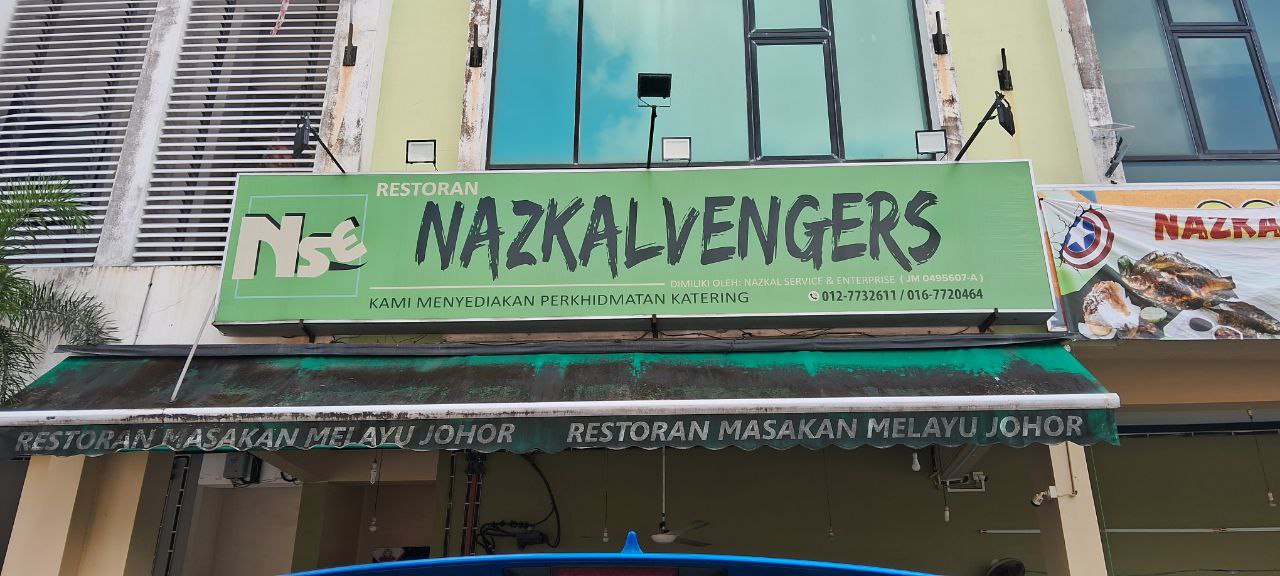 RESTORAN
NSE
NAZKALVENGERS
DIMILIKI OLEH: NAZKAL SERVICE & ENTERPRISE ( JM 0495607-A )
KAMI MENYEDIAKAN PERKHIDMATAN KATERING
012-7732611 / 016-7720464
NAZKA
RESTORAN MASAKAN MELAYU JOHOR
RESTORAN MASAKAN MELAYU JOHOR